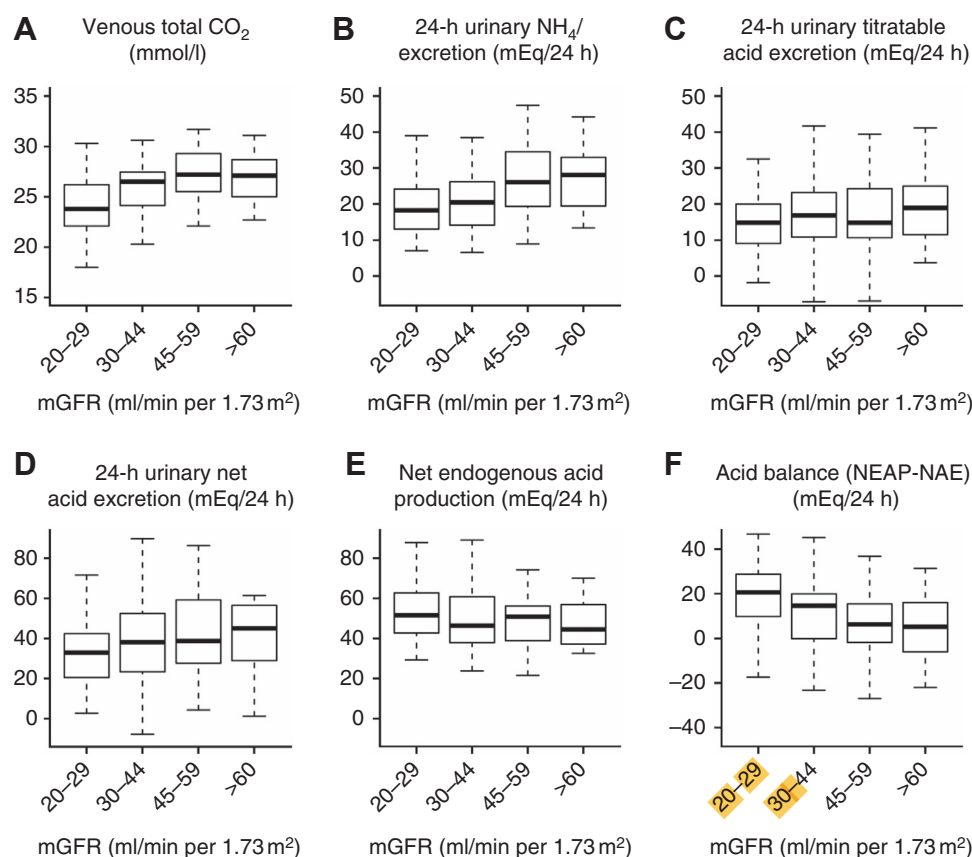 A
Venous total CO₂
(mmol/l)
35
30
25
20
15
20–29
30–44
45–59
>60
mGFR (ml/min per 1.73 m²)
B
24-h urinary NH₄/
excretion (mEq/24 h)
50
40
30
20
10
0
20–29
30–44
45–59
>60
mGFR (ml/min per 1.73 m²)
C
24-h urinary titratable
acid excretion (mEq/24 h)
50
40
30
20
10
0
20–29
30–44
45–59
>60
mGFR (ml/min per 1.73 m²)
D
24-h urinary net
acid excretion (mEq/24 h)
80
60
40
20
0
20–29
30–44
45–59
>60
mGFR (ml/min per 1.73 m²)
E
Net endogenous acid
production (mEq/24 h)
80
60
40
20
0
20–29
30–44
45–59
>60
mGFR (ml/min per 1.73 m²)
F
Acid balance (NEAP-NAE)
(mEq/24 h)
40
20
0
–20
–40
20–29
30–44
45–59
>60
mGFR (ml/min per 1.73 m²)